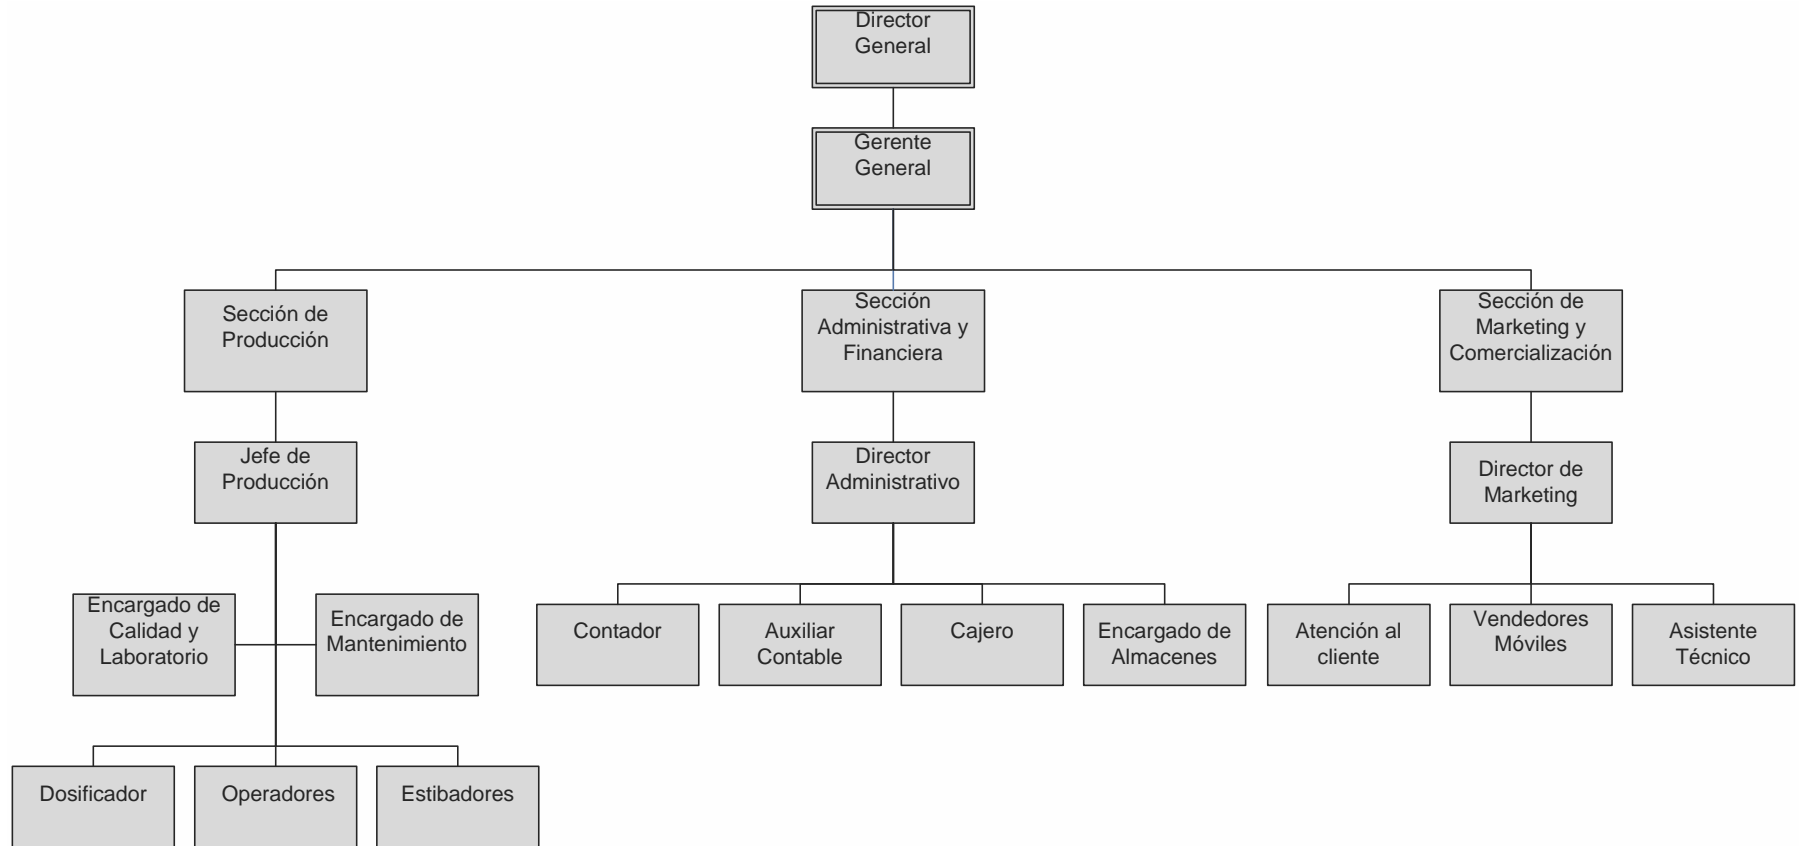 Director
General
Gerente
General
Sección de
Producción
Sección
Administrativa y
Financiera
Sección de
Marketing y
Comercialización
Jefe de
Producción
Director
Administrativo
Director de
Marketing
Encargado de
Calidad y
Laboratorio
Encargado de
Mantenimiento
Contador
Auxiliar
Contable
Cajero
Encargado de
Almacenes
Atención al
cliente
Vendedores
Móviles
Asistente
Técnico
Dosificador
Operadores
Estibadores